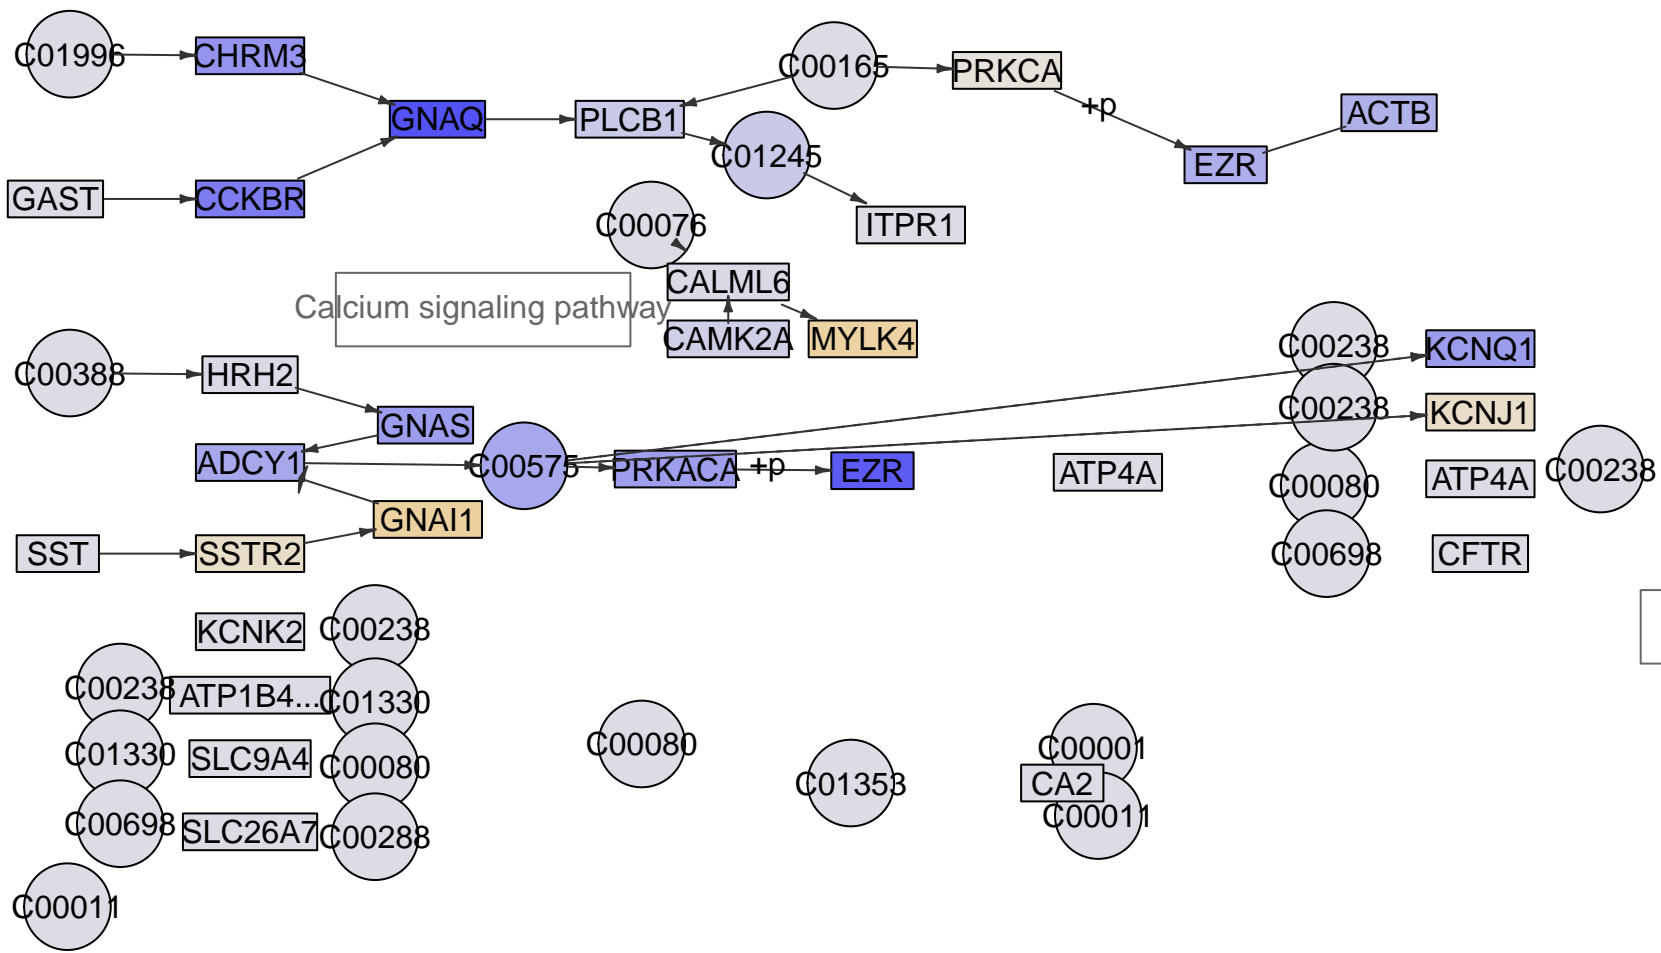 C01996
CHRM3
GNAQ
PLCB1
C00165
PRKCA
+p
ACTB
EZR
C01245
GAST
CCKBR
C00076
ITPR1
CALML6
Calcium signaling pathway
CAMK2A
MYLK4
C00238
KCNQ1
C00388
HRH2
C00238
KCNJ1
GNAS
ADCY1
C00575
PRKACA
+p
EZR
ATP4A
C00080
ATP4A
C00238
GNAI1
SST
SSTR2
C00698
CFTR
KCNK2
C00238
C00238
ATP1B4...
C01330
C01330
SLC9A4
C00080
C00080
C01353
C00001
CA2
C00011
C00698
SLC26A7
C00288
C00011